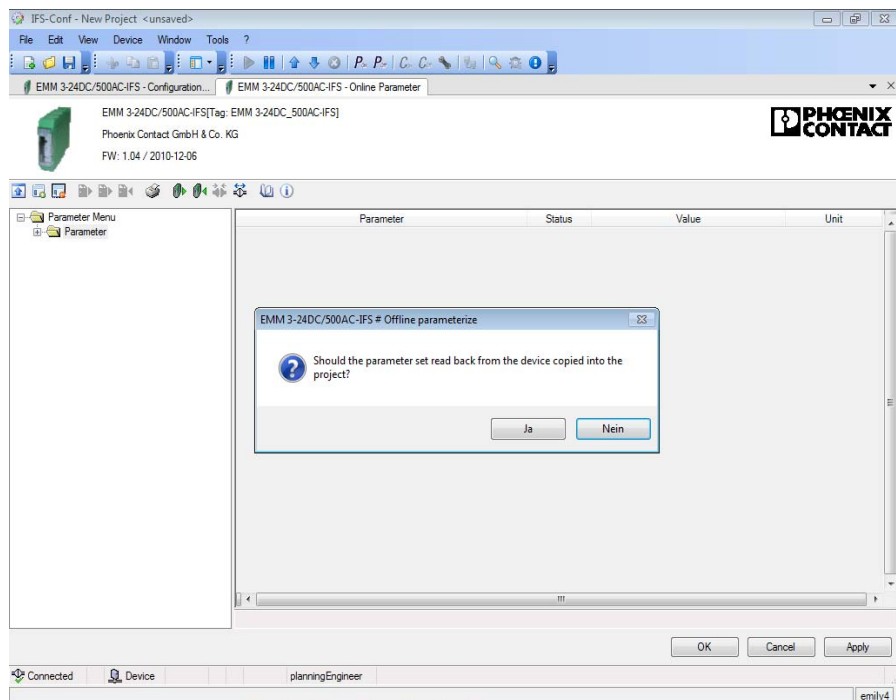 IFS-Conf - New Project <unsaved>
File Edit View Device Window Tools ?
EMM 3-24DC/500AC-IFS - Configuration... EMM 3-24DC/500AC-IFS - Online Parameter
EMM 3-24DC/500AC-IFS[Tag: EMM 3-24DC_500AC-IFS]
Phoenix Contact GmbH & Co. KG
FW: 1.04 / 2010-12-06
PHŒNIX
CONTACT
Parameter Menu
Parameter
Parameter Status Value Unit
EMM 3-24DC/500AC-IFS # Offline parameterize
Should the parameter set read back from the device copied into the
project?
Ja Nein
OK Cancel Apply
Connected Device planningEngineer
emily4